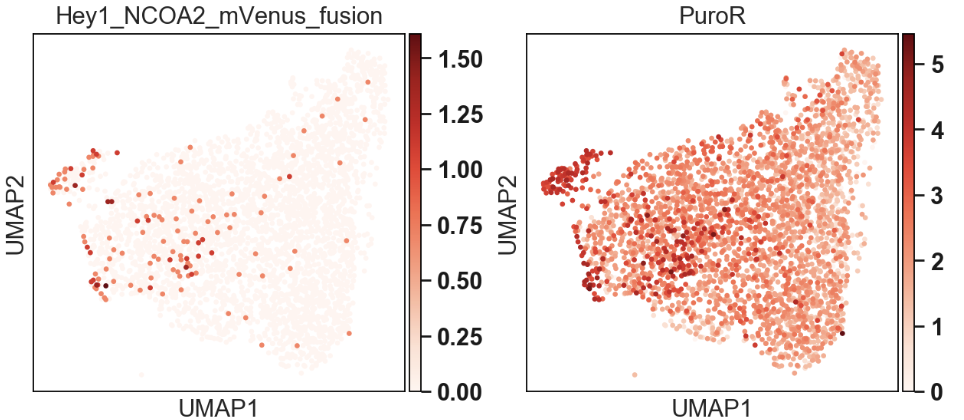 Hey1_NCOA2_mVenus_fusion
PuroR
UMAP2
1.50
1.25
1.00
0.75
0.50
0.25
0.00
UMAP1
UMAP2
5
4
3
2
1
0
UMAP1